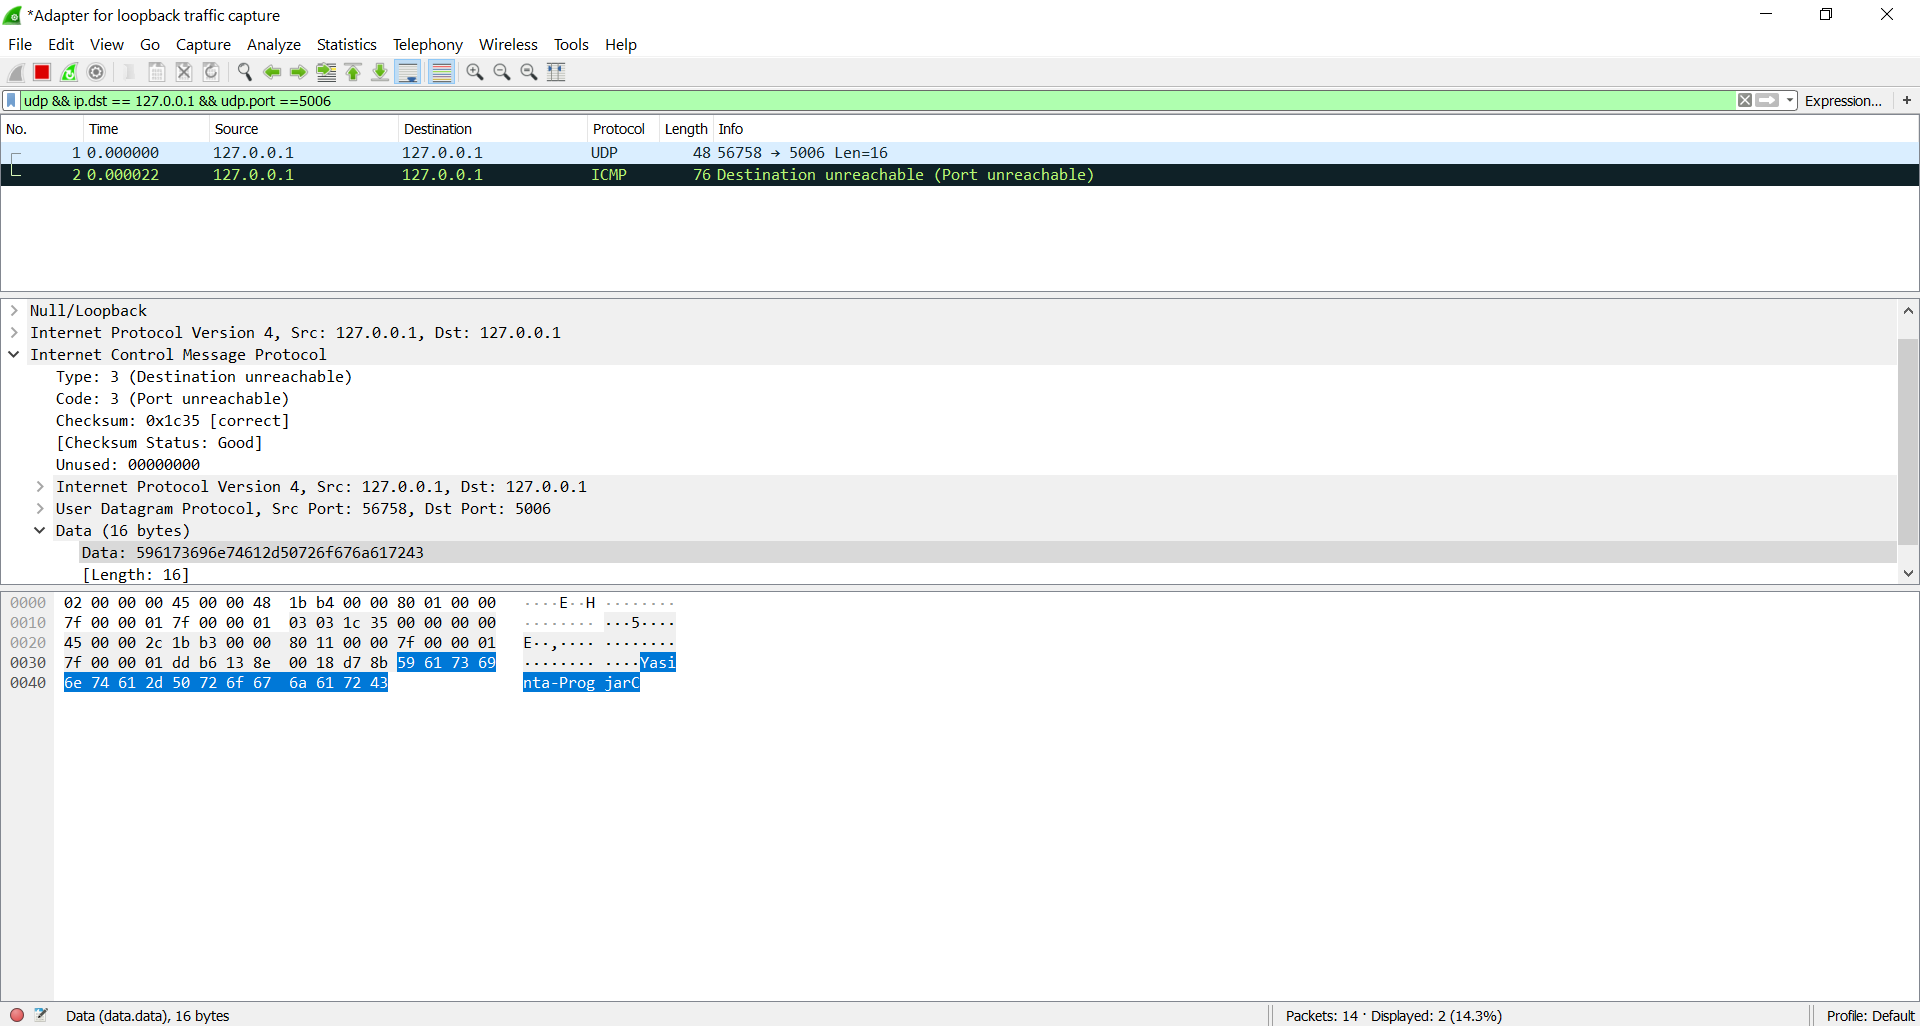 *Adapter for loopback traffic capture
File Edit View Go Capture Analyze Statistics Telephony Wireless Tools Help
udp && ip.dst == 127.0.0.1 && udp.port ==5006 Expression... +
No. Time Source Destination Protocol Length Info
1 0.000000 127.0.0.1 127.0.0.1 UDP 48 56758 → 5006 Len=16
2 0.000022 127.0.0.1 127.0.0.1 ICMP 76 Destination unreachable (Port unreachable)
Null/Loopback
Internet Protocol Version 4, Src: 127.0.0.1, Dst: 127.0.0.1
Internet Control Message Protocol
Type: 3 (Destination unreachable)
Code: 3 (Port unreachable)
Checksum: 0x1c35 [correct]
[Checksum Status: Good]
Unused: 00000000
Internet Protocol Version 4, Src: 127.0.0.1, Dst: 127.0.0.1
User Datagram Protocol, Src Port: 56758, Dst Port: 5006
Data (16 bytes)
Data: 596173696e74612d50726f676a617243
[Length: 16]
0000 02 00 00 00 45 00 00 48 1b b4 00 00 80 01 00 00 ····E··H ········
0010 7f 00 00 01 7f 00 00 01 03 03 1c 35 00 00 00 00 ········ ···5····
0020 45 00 00 2c 1b b3 00 00 80 11 00 00 7f 00 00 01 E··,···· ········
0030 7f 00 00 01 dd b6 13 8e 00 18 d7 8b 59 61 73 69 ········ ····Yasi
0040 6e 74 61 2d 50 72 6f 67 6a 61 72 43 nta-Prog jarC
Data (data.data), 16 bytes Packets: 14 · Displayed: 2 (14.3%) Profile: Default